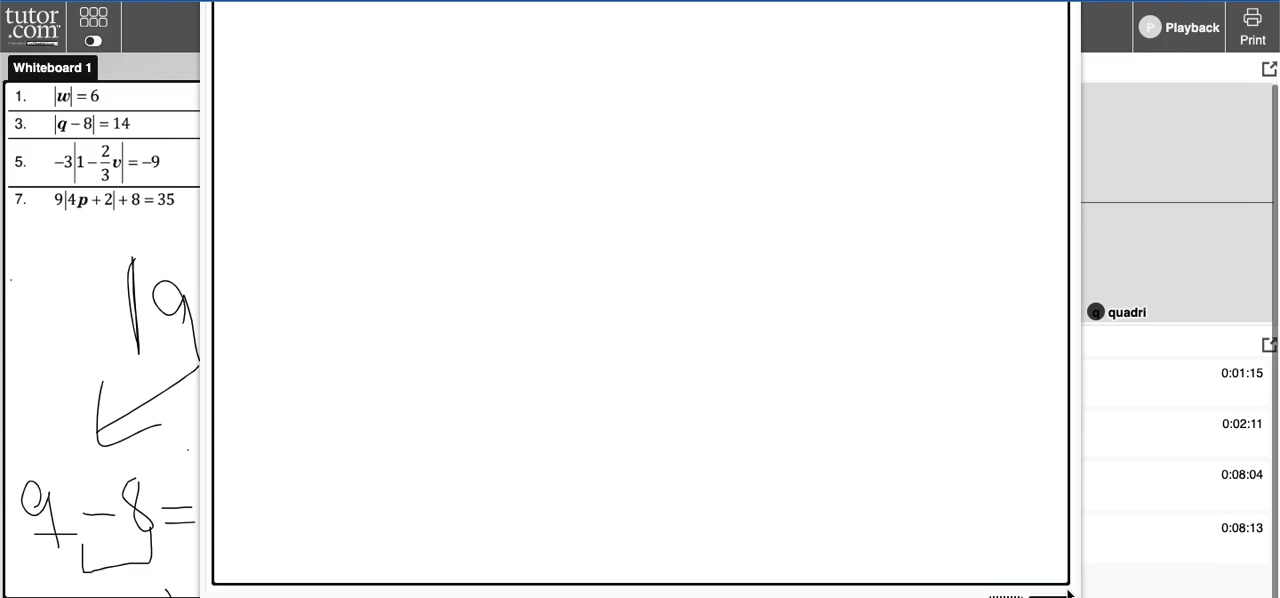 tutor
.com
Playback
Print
Whiteboard 1
1. |w| = 6
3. |q − 8| = 14
5. −3|1 − 2/3 v| = −9
7. 9|4p + 2| + 8 = 35
|q
q − 8 =
quadri
0:01:15
0:02:11
0:08:04
0:08:13